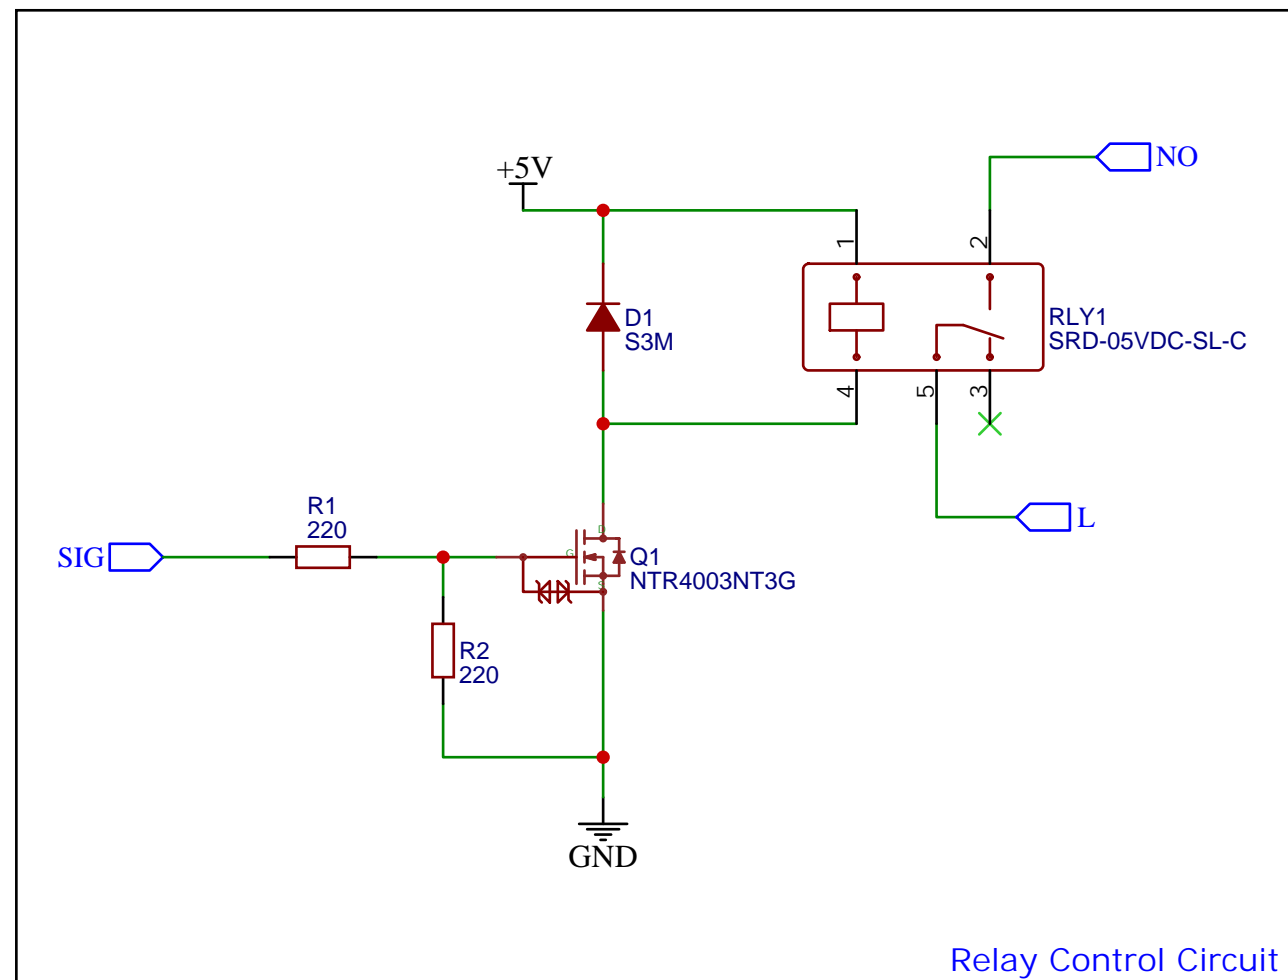 +5V
NO
1
2
D1
S3M
RLY1
SRD-05VDC-SL-C
4
5
3
L
R1
220
SIG
D
G
S
Q1
NTR4003NT3G
R2
220
GND
Relay Control Circuit